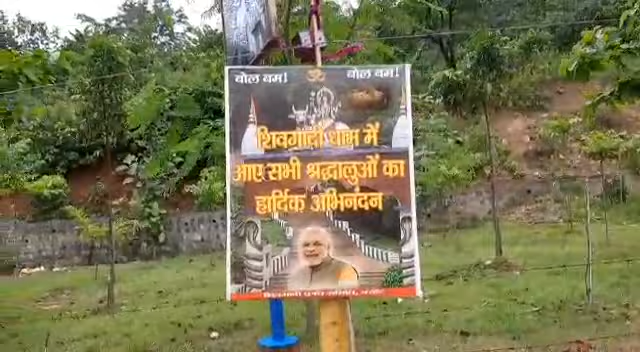 बोल बम! ॐ बोल बम!
शिवगादी धाम में
आए सभी श्रद्धालुओं का
हार्दिक अभिनंदन